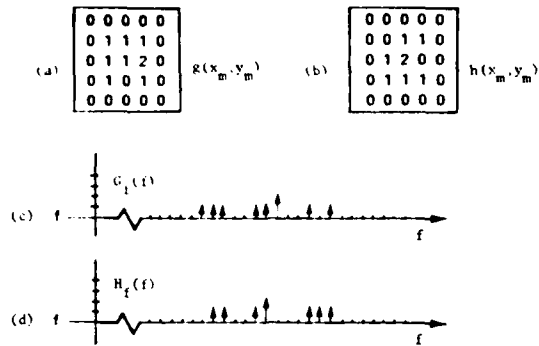 0 0 0 0 0
0 1 1 1 0
(a) 0 1 1 2 0 g(x_m,y_m)
0 1 0 1 0
0 0 0 0 0
0 0 0 0 0
0 0 1 1 0
(b) 0 1 2 0 0 h(x_m,y_m)
0 1 1 1 0
0 0 0 0 0
G_f(f)
(c) f
f
H_f(f)
(d) f
f